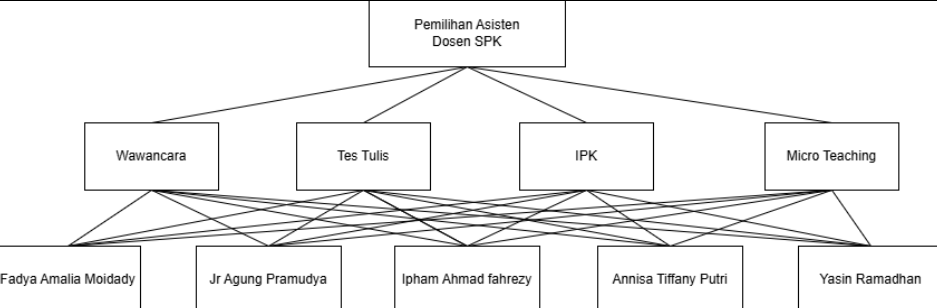 Pemilihan Asisten
Dosen SPK
Wawancara
Tes Tulis
IPK
Micro Teaching
Fadya Amalia Moidady
Jr Agung Pramudya
Ipham Ahmad fahrezy
Annisa Tiffany Putri
Yasin Ramadhan